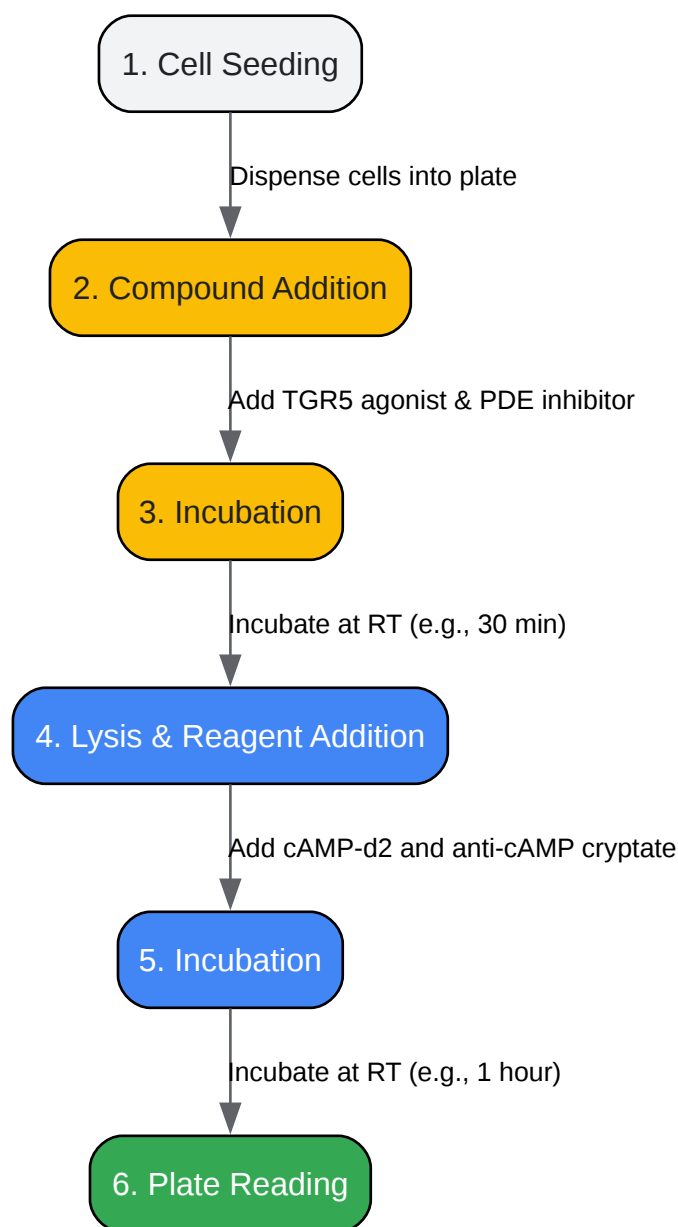 1. Cell Seeding
Dispense cells into plate
2. Compound Addition
Add TGR5 agonist & PDE inhibitor
3. Incubation
Incubate at RT (e.g., 30 min)
4. Lysis & Reagent Addition
Add cAMP-d2 and anti-cAMP cryptate
5. Incubation
Incubate at RT (e.g., 1 hour)
6. Plate Reading